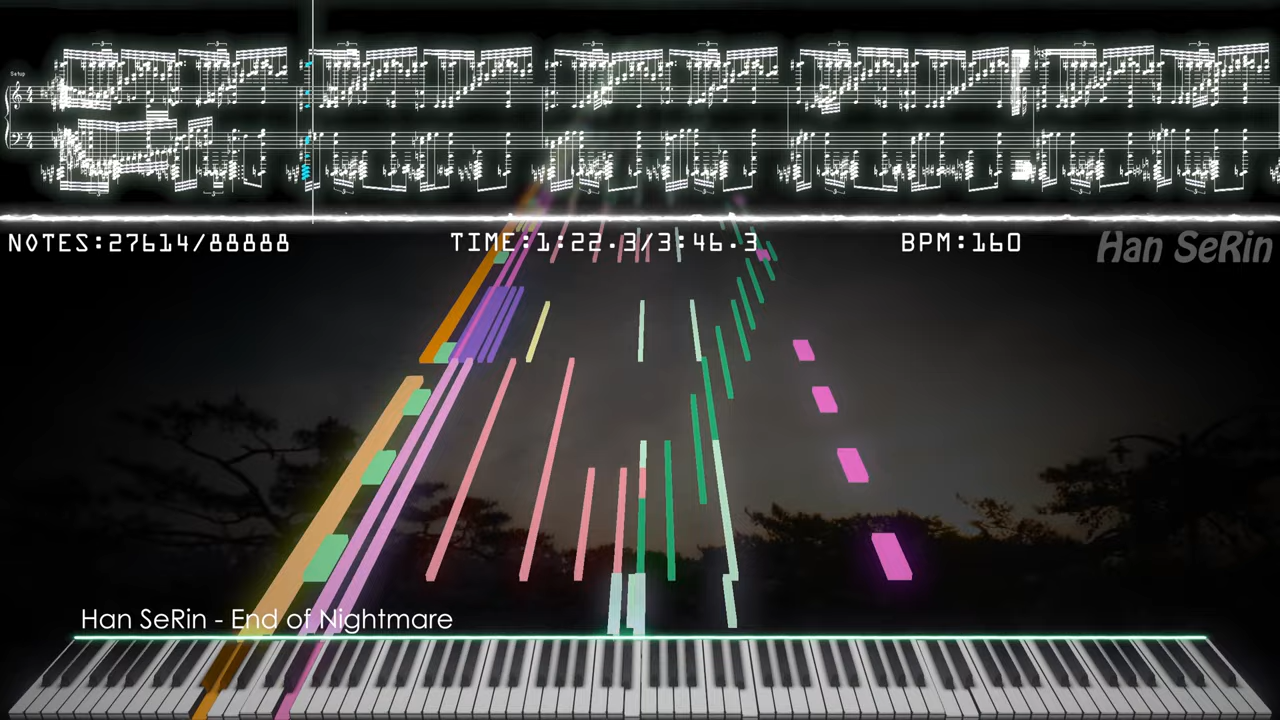 Setup
NOTES:27614/88888
TIME:1:22.3/3:46.3
BPM:160
Han SeRin
Han SeRin - End of Nightmare